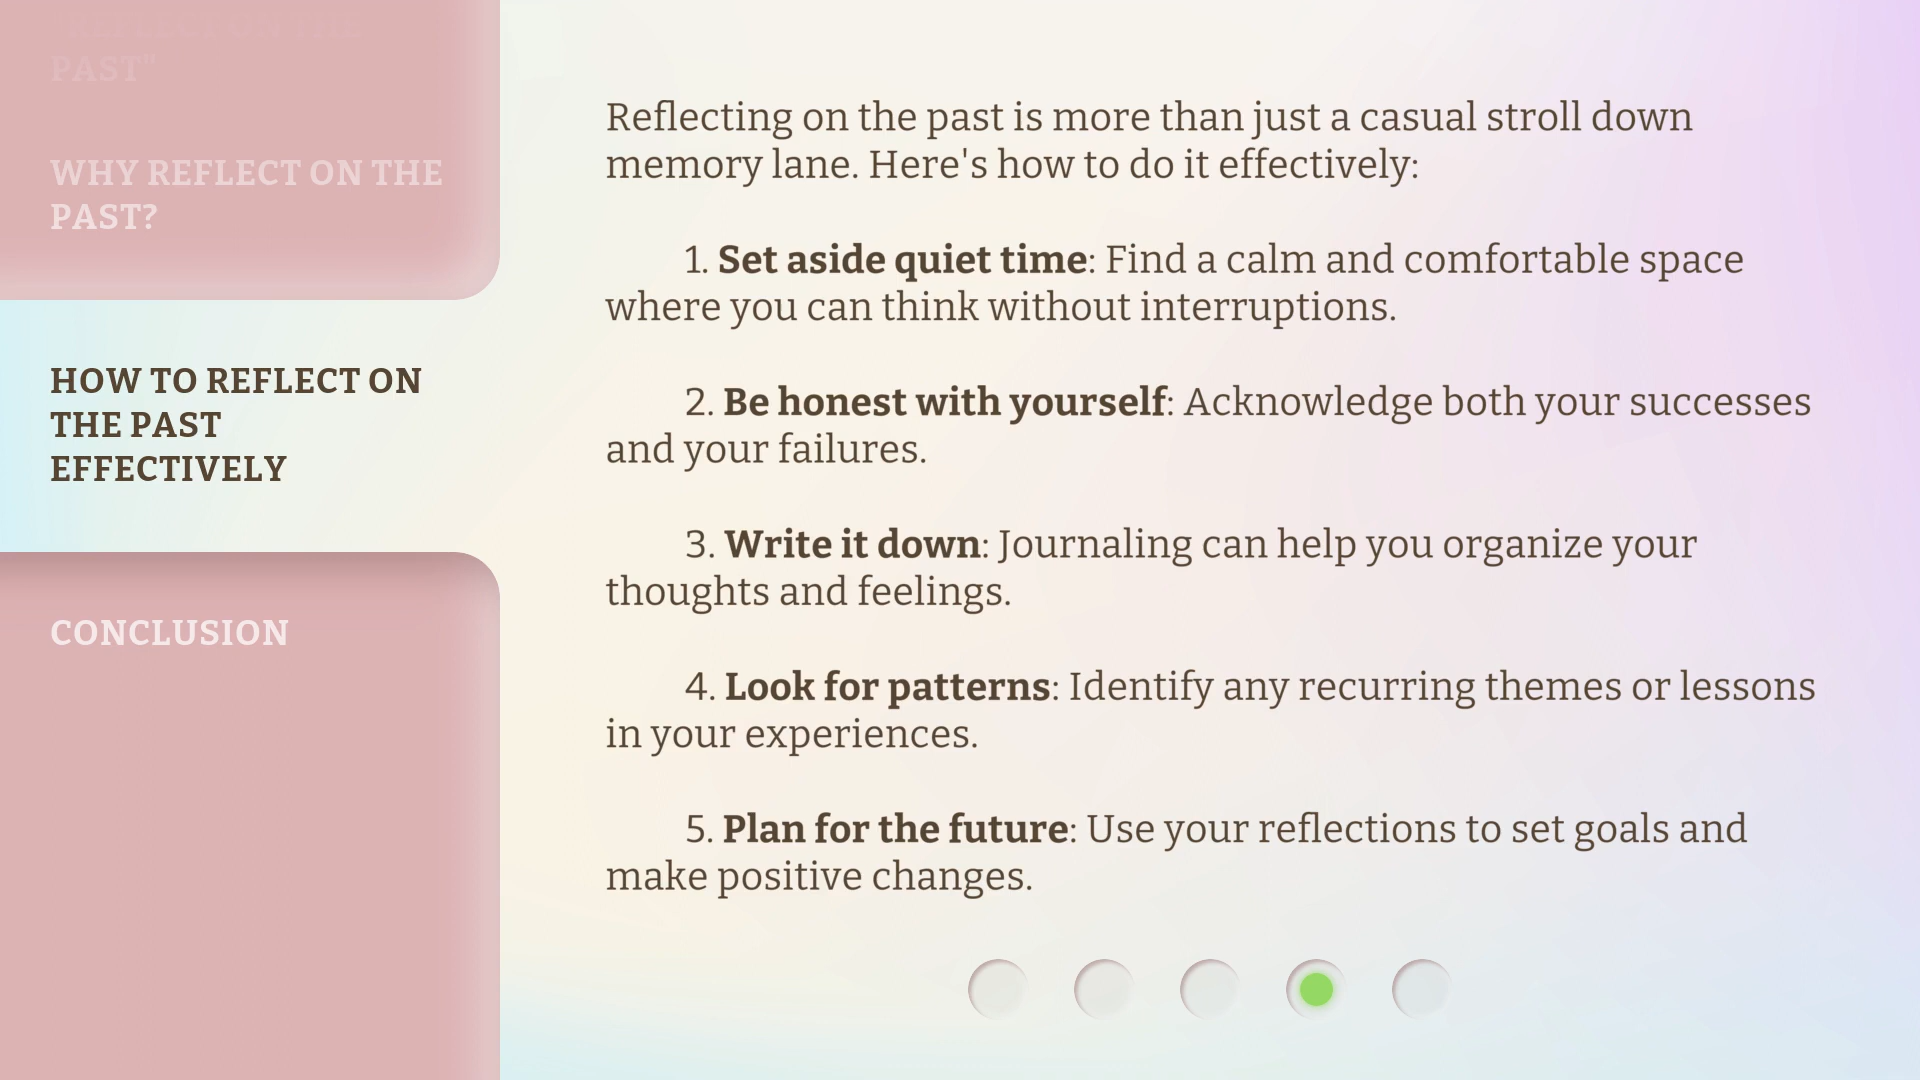 "REFLECT ON THE
PAST"
WHY REFLECT ON THE
PAST?
HOW TO REFLECT ON
THE PAST
EFFECTIVELY
CONCLUSION
Reflecting on the past is more than just a casual stroll down
memory lane. Here's how to do it effectively:
1. Set aside quiet time: Find a calm and comfortable space
where you can think without interruptions.
2. Be honest with yourself: Acknowledge both your successes
and your failures.
3. Write it down: Journaling can help you organize your
thoughts and feelings.
4. Look for patterns: Identify any recurring themes or lessons
in your experiences.
5. Plan for the future: Use your reflections to set goals and
make positive changes.